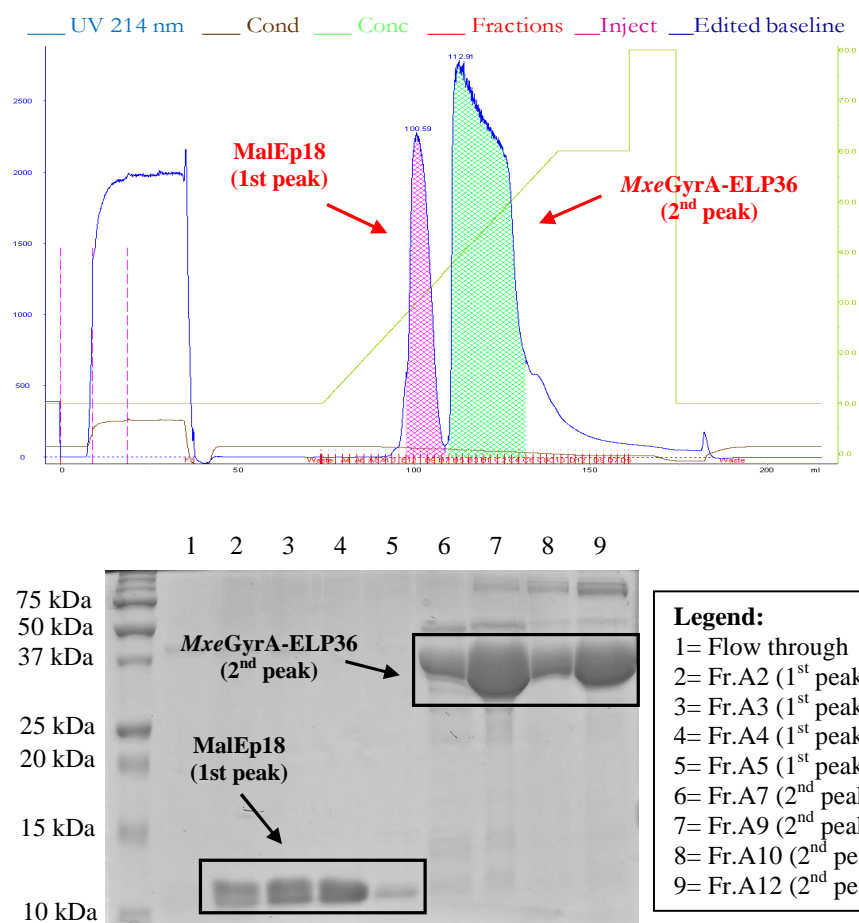 UV 214 nm Cond Conc Fractions Inject Edited baseline
112.91
100.59
MalEp18
(1st peak)
MxeGyrA-ELP36
(2nd peak)
2500
2000
1500
1000
500
0
80.0
70.0
60.0
50.0
40.0
30.0
20.0
10.0
0.0
0 50 100 150 200 ml
Waste
1 2 3 4 5 6 7 8 9
75 kDa
50 kDa
37 kDa
25 kDa
20 kDa
15 kDa
10 kDa
MxeGyrA-ELP36
(2nd peak)
MalEp18
(1st peak)
Legend:
1= Flow through
2= Fr.A2 (1st peak
3= Fr.A3 (1st peak
4= Fr.A4 (1st peak
5= Fr.A5 (1st peak
6= Fr.A7 (2nd peal
7= Fr.A9 (2nd peal
8= Fr.A10 (2nd pe
9= Fr.A12 (2nd pe